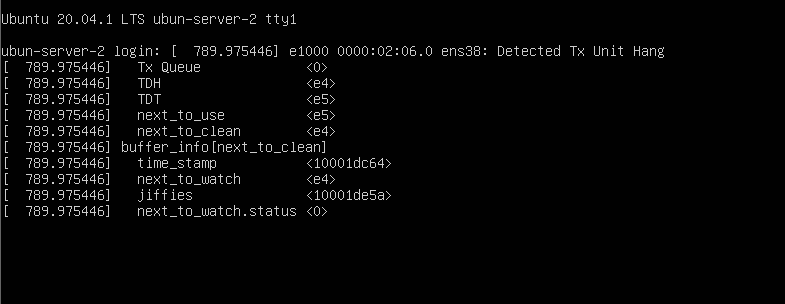 Ubuntu 20.04.1 LTS ubun-server-2 tty1
ubun-server-2 login: [  789.975446] e1000 0000:02:06.0 ens38: Detected Tx Unit Hang
[  789.975446]   Tx Queue             <0>
[  789.975446]   TDH                  <e4>
[  789.975446]   TDT                  <e5>
[  789.975446]   next_to_use          <e5>
[  789.975446]   next_to_clean        <e4>
[  789.975446] buffer_info[next_to_clean]
[  789.975446]   time_stamp           <10001dc64>
[  789.975446]   next_to_watch        <e4>
[  789.975446]   jiffies              <10001de5a>
[  789.975446]   next_to_watch.status <0>